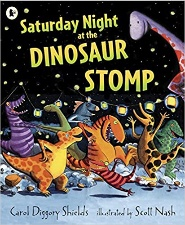 Saturday Night
at the
DINOSAUR
STOMP
Carol Diggory Shields
illustrated by Scott Nash